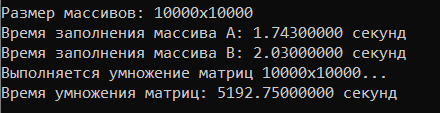 Размер массивов: 10000x10000
Время заполнения массива A: 1.74300000 секунд
Время заполнения массива B: 2.03000000 секунд
Выполняется умножение матриц 10000x10000...
Время умножения матриц: 5192.75000000 секунд